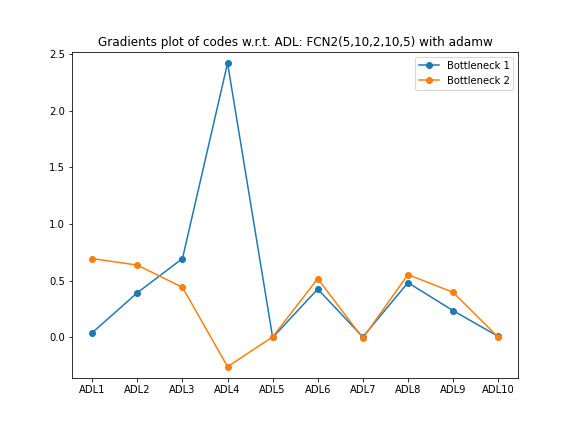 Gradients plot of codes w.r.t. ADL: FCN2(5,10,2,10,5) with adamw
Bottleneck 1
Bottleneck 2
2.5
2.0
1.5
1.0
0.5
0.0
ADL1 ADL2 ADL3 ADL4 ADL5 ADL6 ADL7 ADL8 ADL9 ADL10